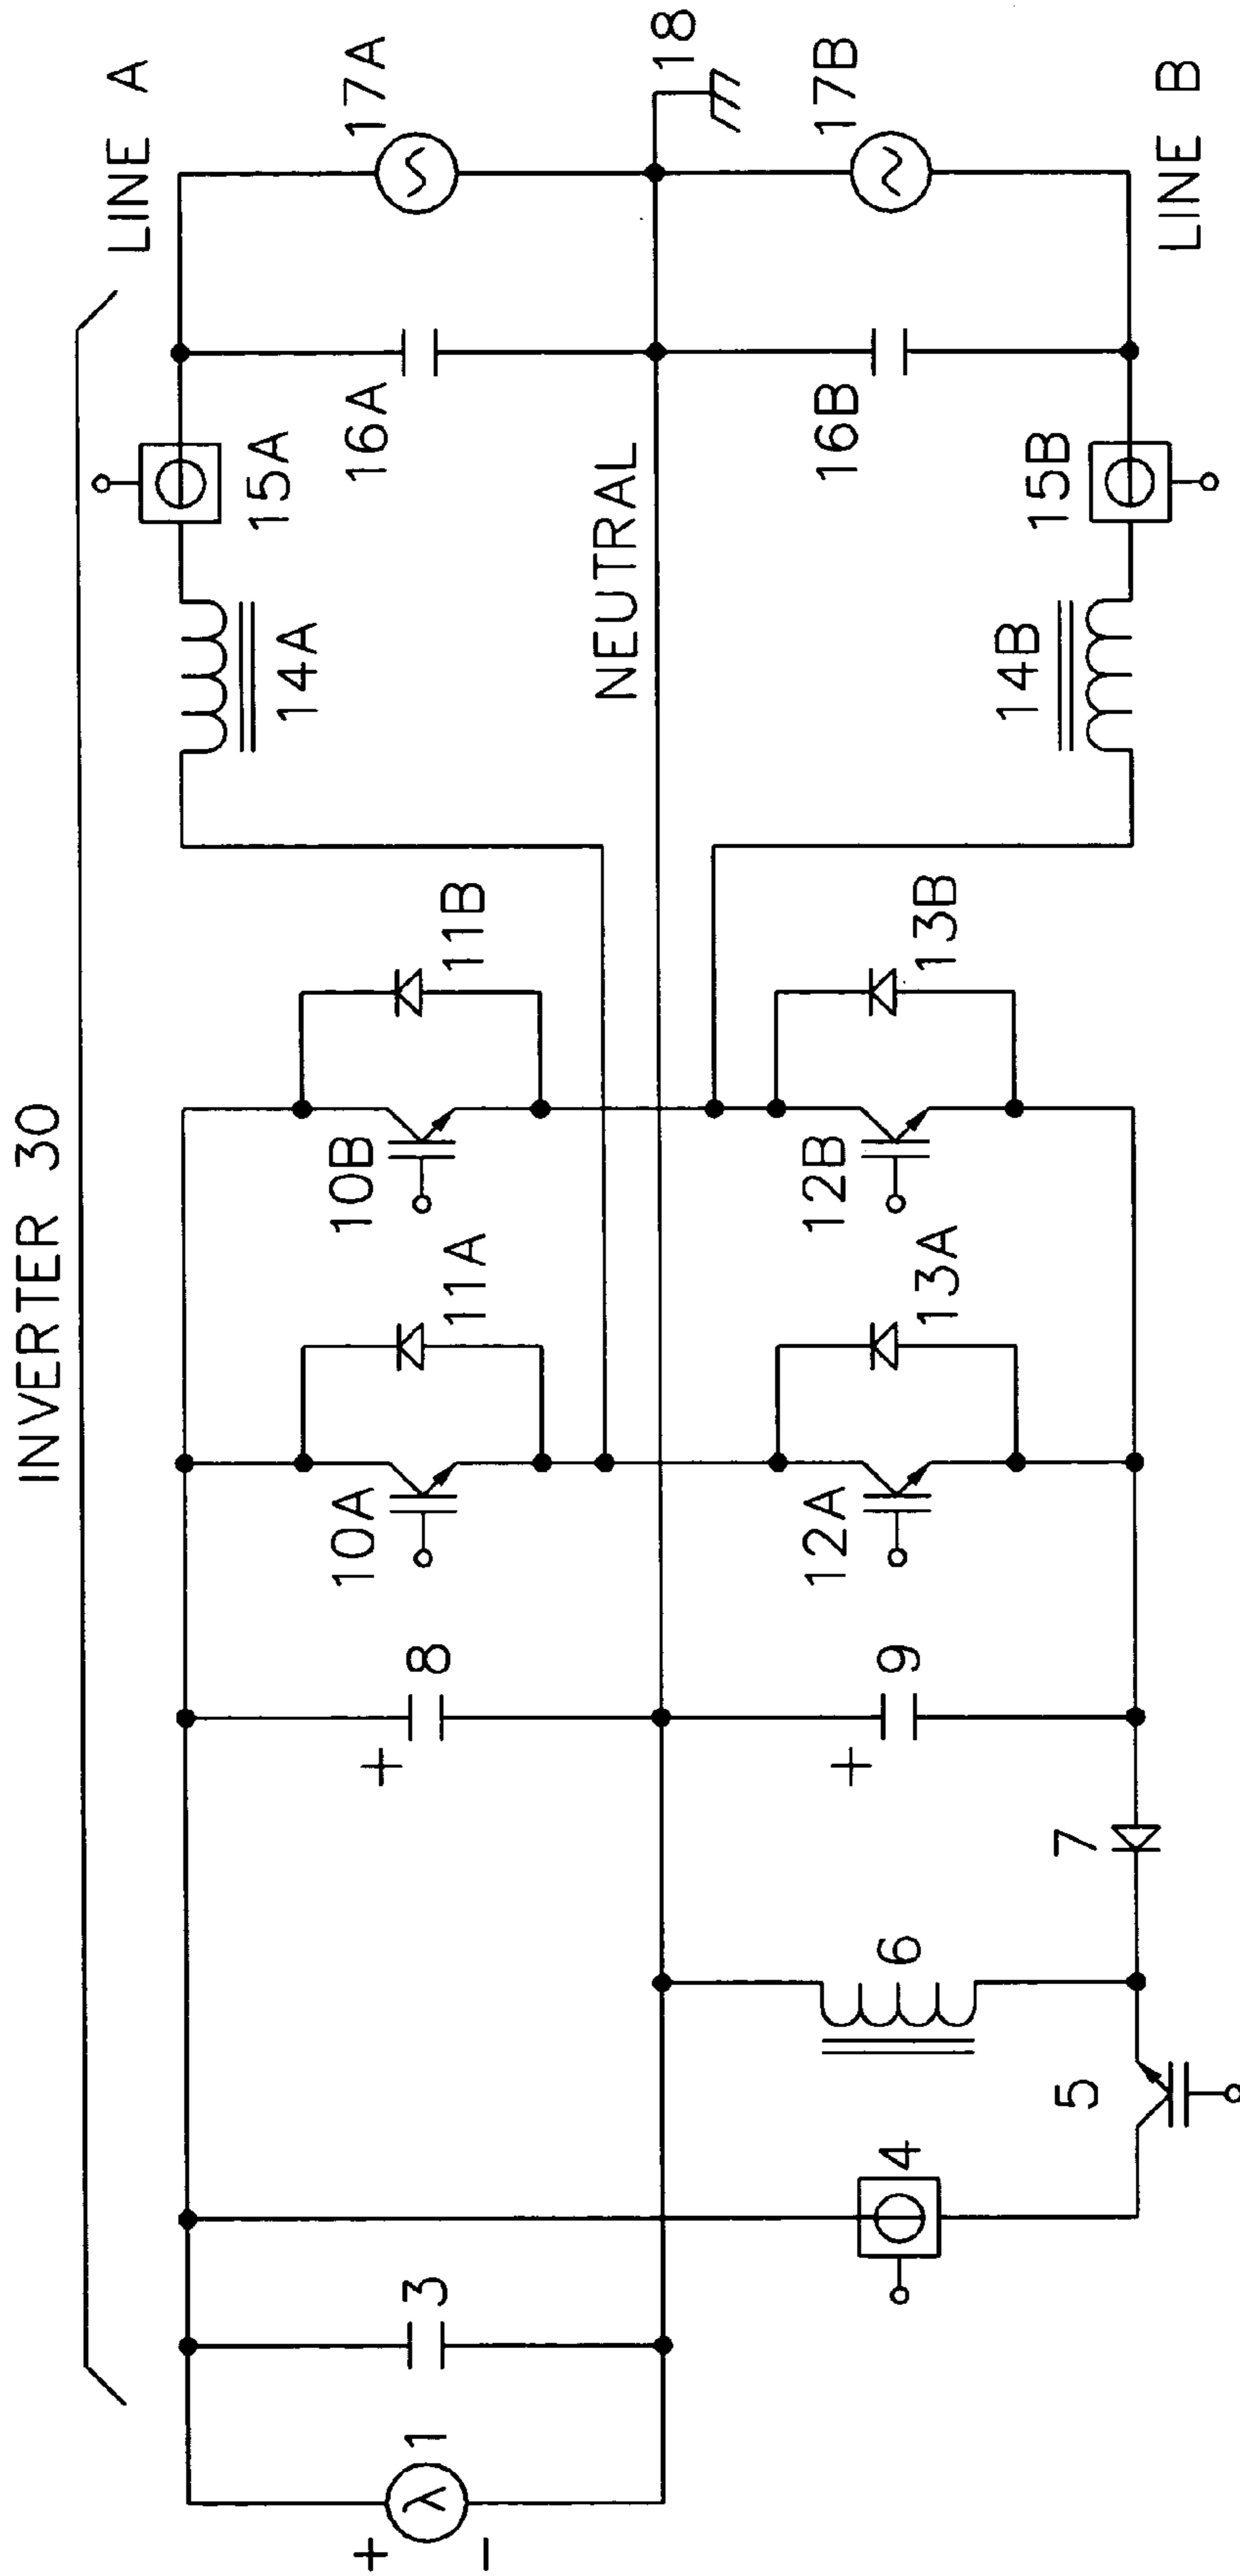 INVERTER 30
LINE A
+
1
−
3
4
5
6
7
+
8
+
9
10A
11A
10B
11B
12A
13A
12B
13B
14A
15A
16A
17A
NEUTRAL
18
14B
15B
16B
17B
LINE B